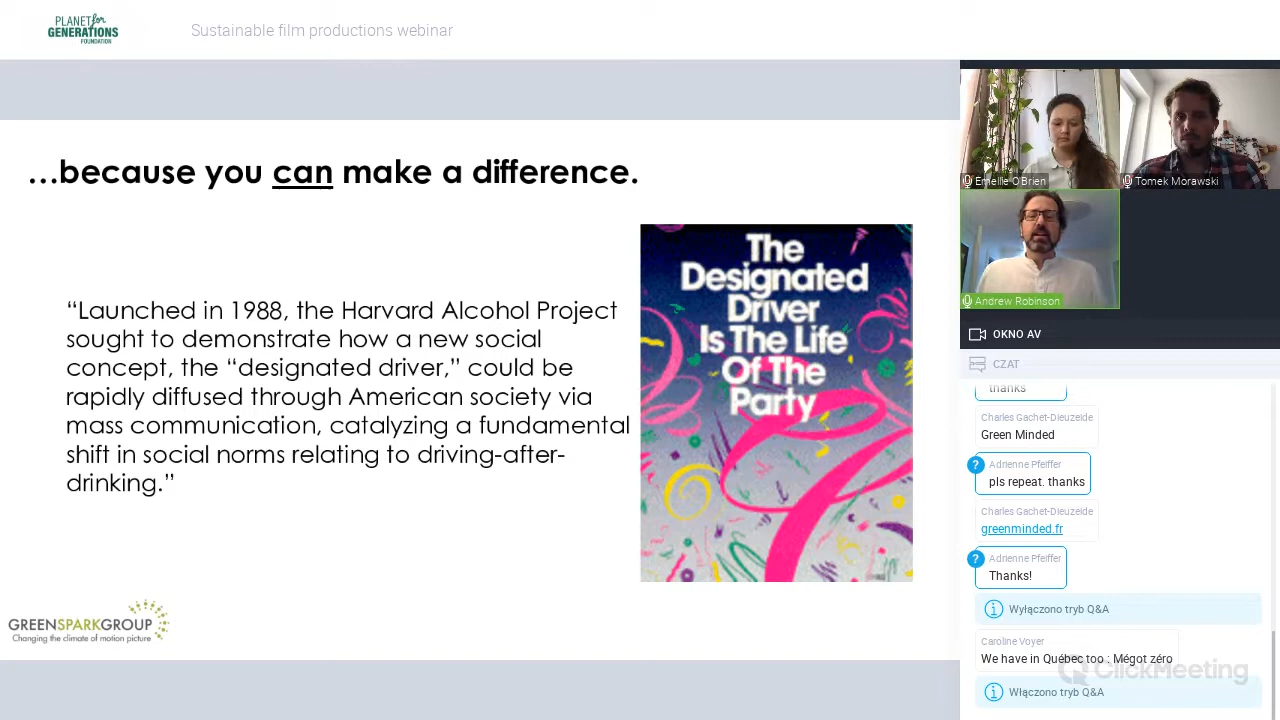 PLANET for
GENERATIONS
FOUNDATION
Sustainable film productions webinar
...because you can make a difference.
“Launched in 1988, the Harvard Alcohol Project
sought to demonstrate how a new social
concept, the “designated driver,” could be
rapidly diffused through American society via
mass communication, catalyzing a fundamental
shift in social norms relating to driving-after-
drinking.”
The
Designated
Driver
Is The Life
Of The
Party
GREENSPARKGROUP
Changing the climate of motion picture
Emellie O'Brien
Tomek Morawski
Andrew Robinson
OKNO AV
CZAT
thanks
Charles Gachet-Dieuzeide
Green Minded
? Adrienne Pfeiffer
pls repeat. thanks
Charles Gachet-Dieuzeide
greenminded.fr
? Adrienne Pfeiffer
Thanks!
Wyłączono tryb Q&A
Caroline Voyer
We have in Québec too : Mégot zéro
ClickMeeting
Włączono tryb Q&A